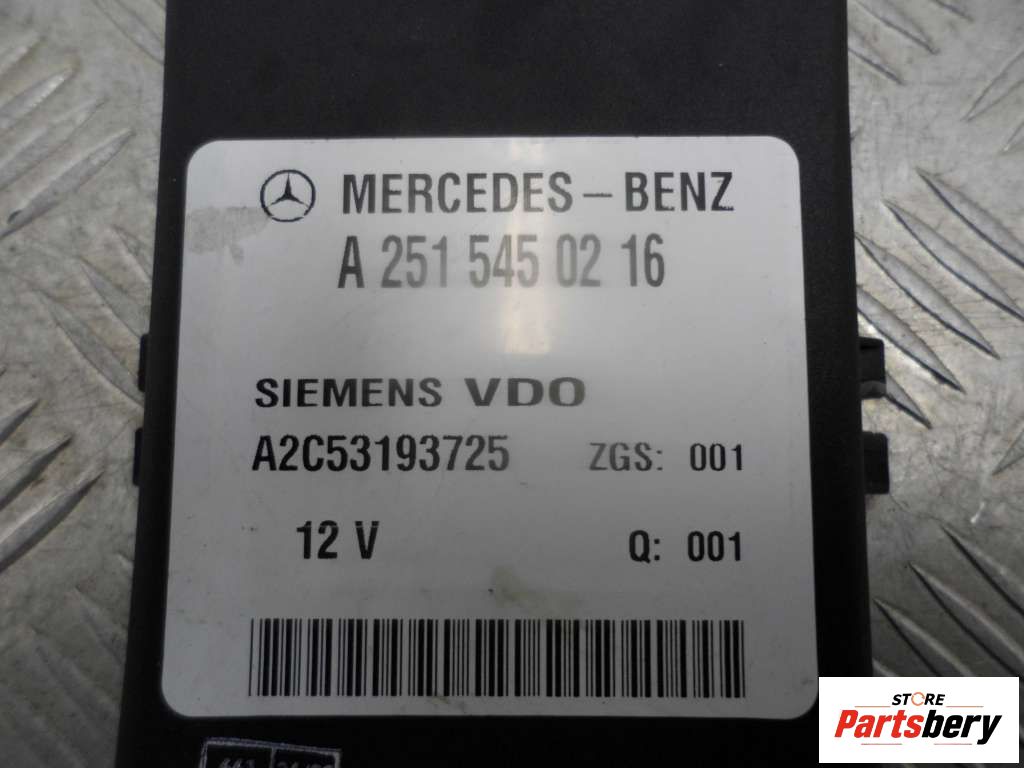 MERCEDES-BENZ
A 251 545 02 16
SIEMENS VDO
A2C53193725 ZGS: 001
12 V Q: 001
STORE
Partsbery